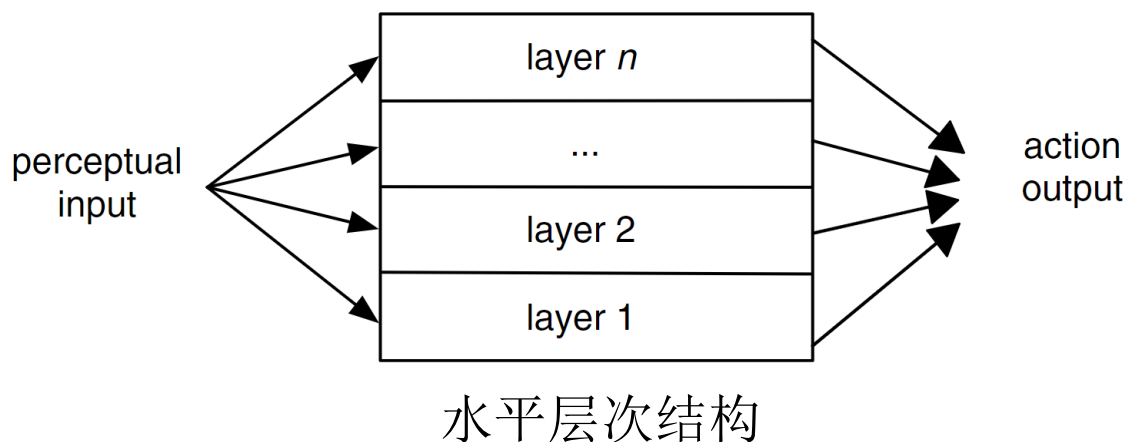 layer n
...
layer 2
layer 1
perceptual
input
action
output
水平层次结构